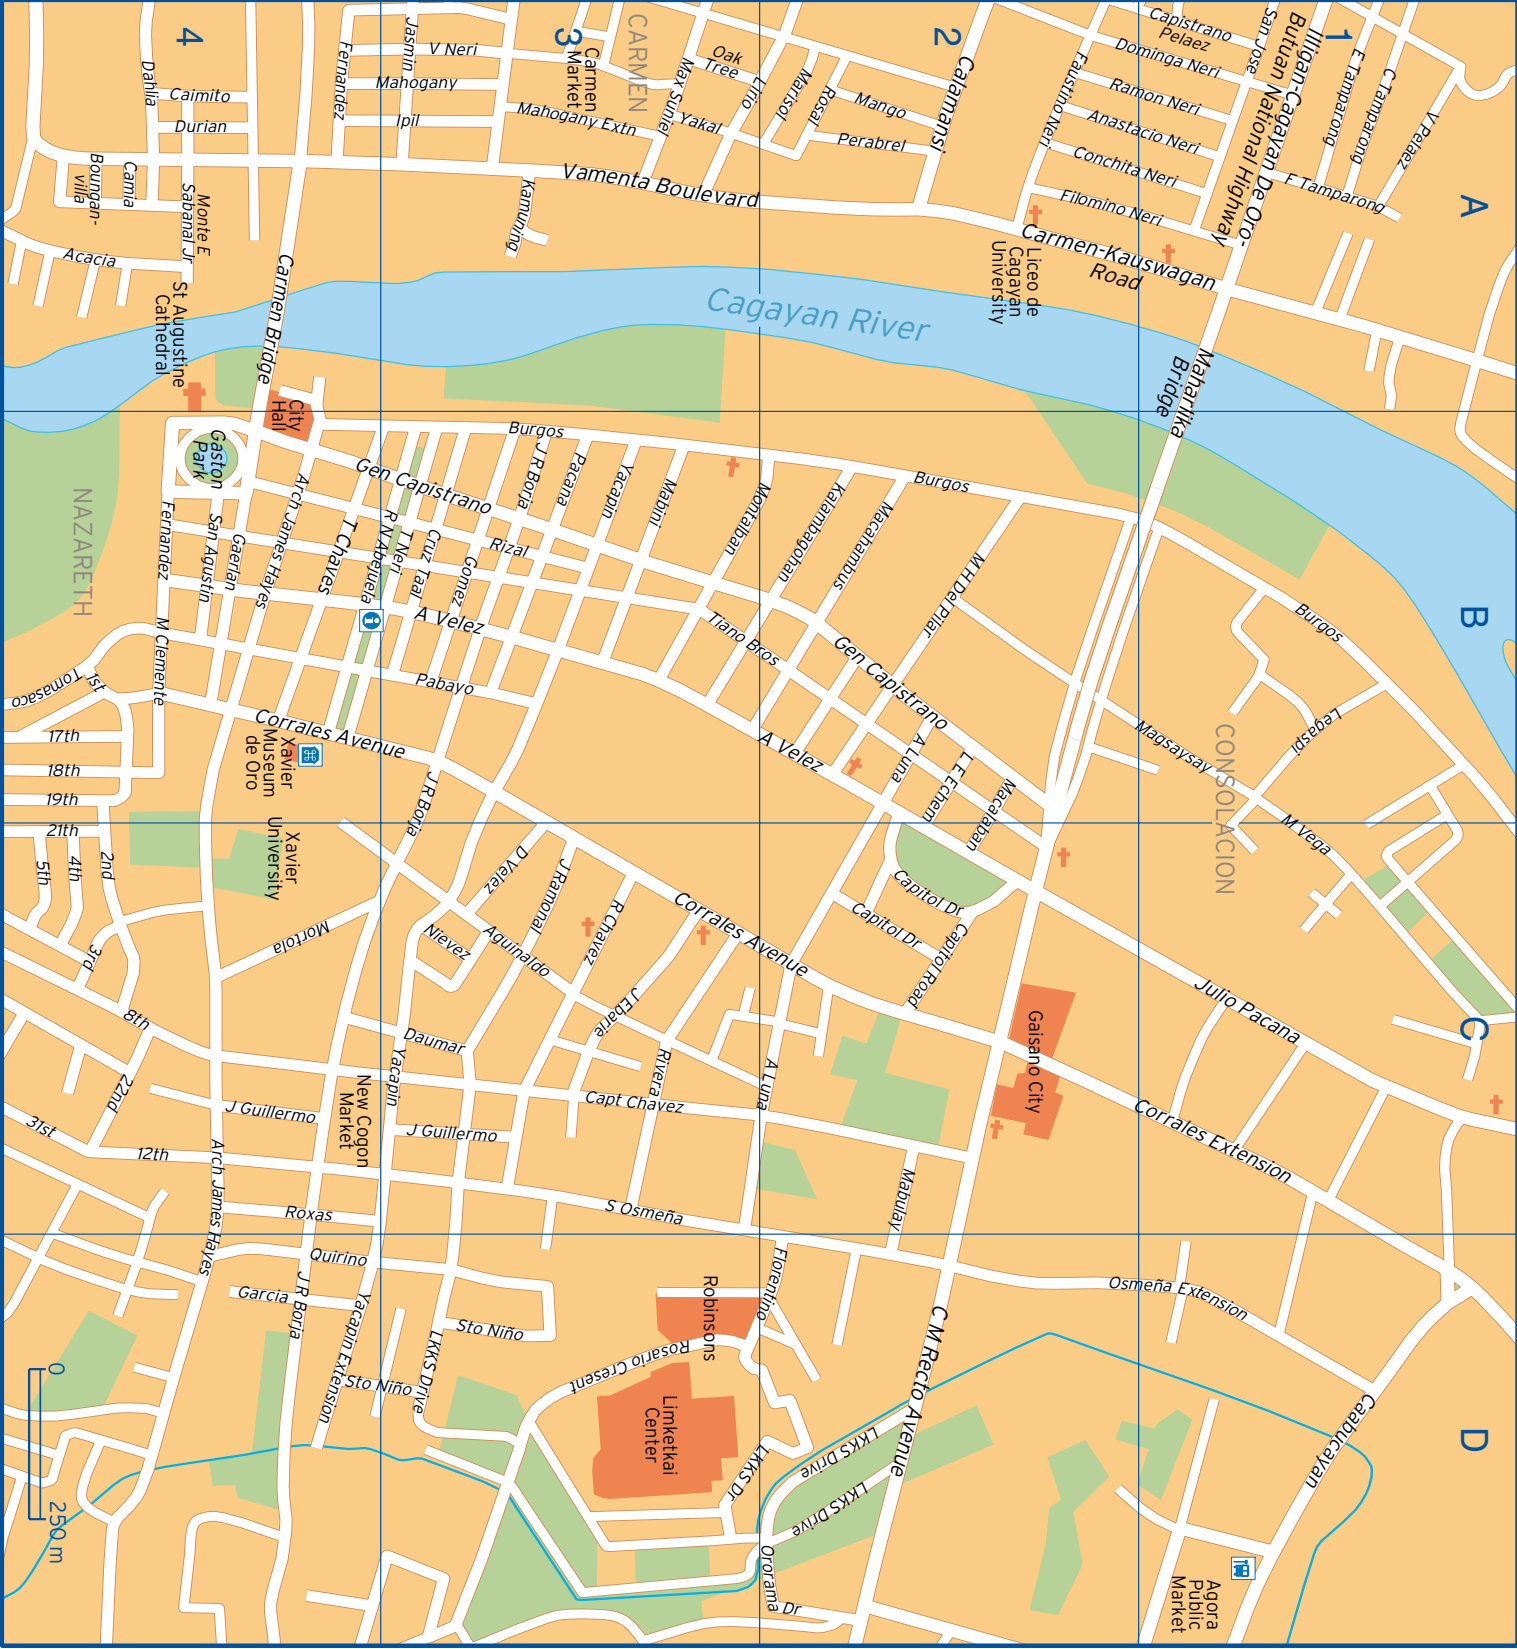 4
3
2
1
A
B
C
D
CARMEN
NAZARETH
CONSOLACION
Cagayan River
Jasmin
V Neri
Fernandez
Mahogany
Ipil
Mahogany Extn
Carmen
Market
Max Suniel
Oak
Tree
Yakal
Lirio
Marisol
Rosal
Mango
Perabrel
Calamansi
Capistrano
Pelaez
Dominga Neri
San Jose
Ramon Neri
Faustino Neri
Anastacio Neri
Conchita Neri
Filomino Neri
Illigan-Cagayan De Oro-
Butuan National Highway
F Tamparong
C Tamparong
V Pelaez
F Tamparong
Dahlia
Caimito
Durian
Boungan-
villa
Camia
Monte E
Sabanal Jr
Acacia
Vamenta Boulevard
Kamuning
Carmen-Kauswagan
Road
Liceo de
Cagayan
University
St Augustine
Cathedral
Carmen Bridge
Maharlika
Bridge
City
Hall
Gaston
Park
Burgos
Burgos
Burgos
Gen Capistrano
Gen Capistrano
J R Borja
Pacana
Yacapin
Mabini
Montalban
Kalambagohan
Macahambus
M H Del Pilar
Arch James Hayes
T Chaves
R N Abejuela
T Neri
Cruz Taal
Gomez
Rizal
Fernandez
San Agustin
Gaerlan
A Velez
A Velez
Tiano Bros
M Clemente
Pabayo
Tomasaco
1st
17th
18th
19th
21th
5th
4th
2nd
3rd
Corrales Avenue
Xavier
Museum
de Oro
J R Borja
A Luna
L E Echem
Macalaban
Magsaysay
Legaspi
M Vega
Xavier
University
D Velez
J Ramonal
R Chavez
Corrales Avenue
Capitol Dr
Capitol Dr
Capitol Road
Mortola
Nievez
Aguinaldo
J Ebarle
Gaisano City
Julio Pacana
8th
Daumar
Yacapin
Rivera
A Luna
22nd
J Guillermo
New Cogon
Market
Capt Chavez
J Guillermo
Corrales Extension
31st
12th
Arch James Hayes
Mabulay
Roxas
S Osmeña
Quirino
Garcia
J R Borja
Yacapin Extension
Sto Niño
Sto Niño
LKKS Drive
Robinsons
Florentino
Rosario Cresent
Limketkai
Center
LKKS Dr
LKKS Drive
LKKS Drive
C M Recto Avenue
Osmeña Extension
Caabucayan
Ororama Dr
Agora
Public
Market
0
250 m